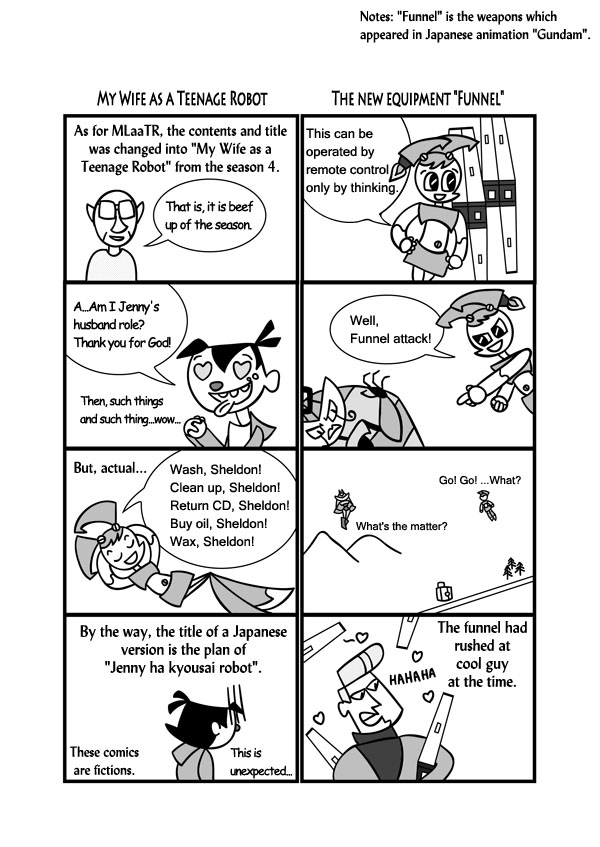 Notes: "Funnel" is the weapons which
appeared in Japanese animation "Gundam".
MY WIFE AS A TEENAGE ROBOT
As for MLaaTR, the contents and title
was changed into "My Wife as a
Teenage Robot" from the season 4.
That is, it is beef
up of the season.
A...Am I Jenny's
husband role?
Thank you for God!
Then, such things
and such thing...wow...
But, actual...
Wash, Sheldon!
Clean up, Sheldon!
Return CD, Sheldon!
Buy oil, Sheldon!
Wax, Sheldon!
By the way, the title of a Japanese
version is the plan of
"Jenny ha kyousai robot".
These comics
are fictions.
This is
unexpected...
THE NEW EQUIPMENT "FUNNEL"
This can be
operated by
remote control
only by thinking.
Well,
Funnel attack!
Go! Go! ...What?
What's the matter?
The funnel had
rushed at
cool guy
at the time.
HAHAHA